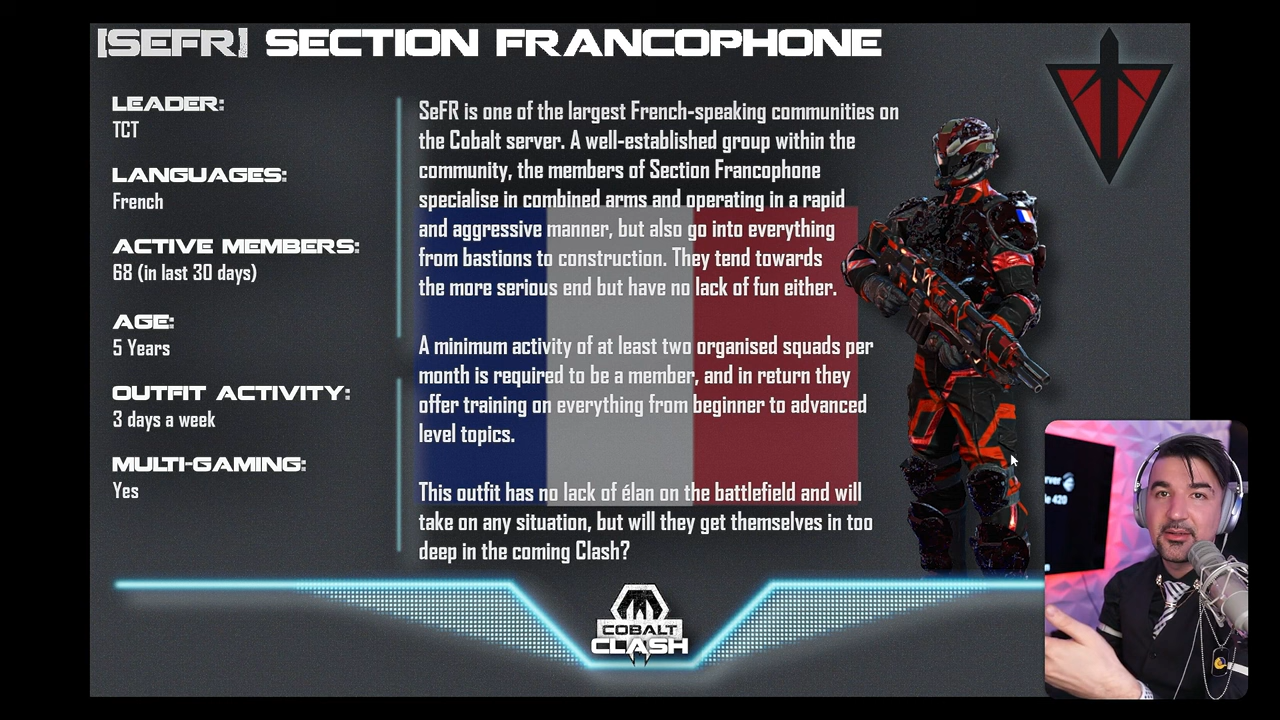 [SEFR] SECTION FRANCOPHONE
LEADER:
TCT
LANGUAGES:
French
ACTIVE MEMBERS:
68 (in last 30 days)
AGE:
5 Years
OUTFIT ACTIVITY:
3 days a week
MULTI-GAMING:
Yes
SeFR is one of the largest French-speaking communities on
the Cobalt server. A well-established group within the
community, the members of Section Francophone
specialise in combined arms and operating in a rapid
and aggressive manner, but also go into everything
from bastions to construction. They tend towards
the more serious end but have no lack of fun either.
A minimum activity of at least two organised squads per
month is required to be a member, and in return they
offer training on everything from beginner to advanced
level topics.
This outfit has no lack of élan on the battlefield and will
take on any situation, but will they get themselves in too
deep in the coming Clash?
COBALT
CLASH
420